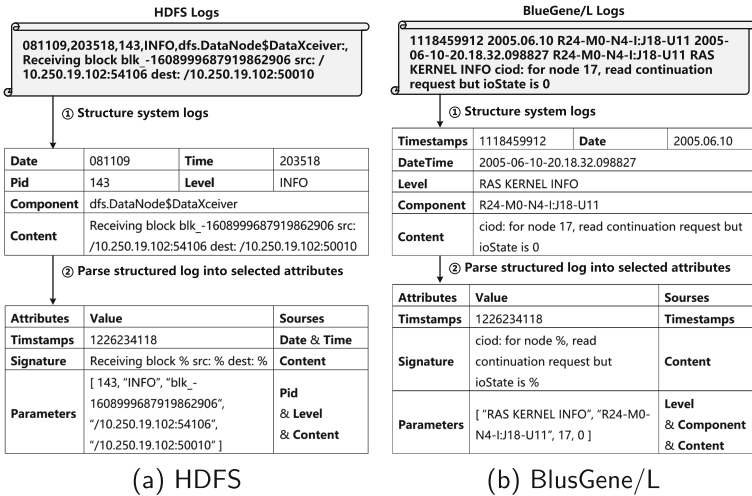 HDFS Logs
081109,203518,143,INFO,dfs.DataNode$DataXceiver:,
Receiving block blk_-1608999687919862906 src: /
10.250.19.102:54106 dest: /10.250.19.102:50010
① Structure system logs
Date 081109 Time 203518
Pid 143 Level INFO
Component dfs.DataNode$DataXceiver
Content Receiving block blk_-1608999687919862906 src:
/10.250.19.102:54106 dest: /10.250.19.102:50010
② Parse structured log into selected attributes
Attributes Value Sourses
Timstamps 1226234118 Date & Time
Signature Receiving block % src: % dest: % Content
Parameters
[ 143, "INFO", "blk_-
1608999687919862906",
"/10.250.19.102:54106",
"/10.250.19.102:50010" ]
Pid
& Level
& Content
(a) HDFS
BlueGene/L Logs
1118459912 2005.06.10 R24-M0-N4-I:J18-U11 2005-
06-10-20.18.32.098827 R24-M0-N4-I:J18-U11 RAS
KERNEL INFO ciod: for node 17, read continuation
request but ioState is 0
① Structure system logs
Timestamps 1118459912 Date 2005.06.10
DateTime 2005-06-10-20.18.32.098827
Level RAS KERNEL INFO
Component R24-M0-N4-I:J18-U11
Content ciod: for node 17, read continuation request but
ioState is 0
② Parse structured log into selected attributes
Attributes Value Sourses
Timstamps 1226234118 Timestamps
Signature
ciod: for node %, read
continuation request but
ioState is %
Content
Parameters
[ "RAS KERNEL INFO", "R24-M0-
N4-I:J18-U11", 17, 0 ]
Level
& Component
& Content
(b) BlusGene/L